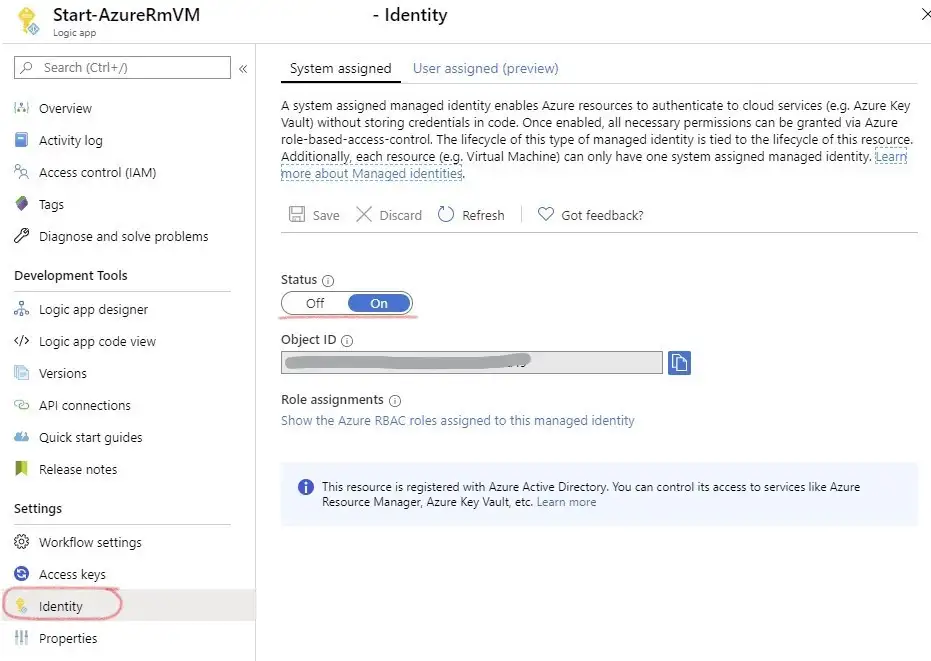 Start-AzureRmVM - Identity
Logic app
Search (Ctrl+/)
«
Overview
Activity log
Access control (IAM)
Tags
Diagnose and solve problems
Development Tools
Logic app designer
Logic app code view
Versions
API connections
Quick start guides
Release notes
Settings
Workflow settings
Access keys
Identity
Properties
System assigned User assigned (preview)
A system assigned managed identity enables Azure resources to authenticate to cloud services (e.g. Azure Key
Vault) without storing credentials in code. Once enabled, all necessary permissions can be granted via Azure
role-based-access-control. The lifecycle of this type of managed identity is tied to the lifecycle of this resource.
Additionally, each resource (e.g. Virtual Machine) can only have one system assigned managed identity. Learn
more about Managed identities.
Save Discard Refresh Got feedback?
Status
Off On
Object ID
Role assignments
Show the Azure RBAC roles assigned to this managed identity
This resource is registered with Azure Active Directory. You can control its access to services like Azure
Resource Manager, Azure Key Vault, etc. Learn more